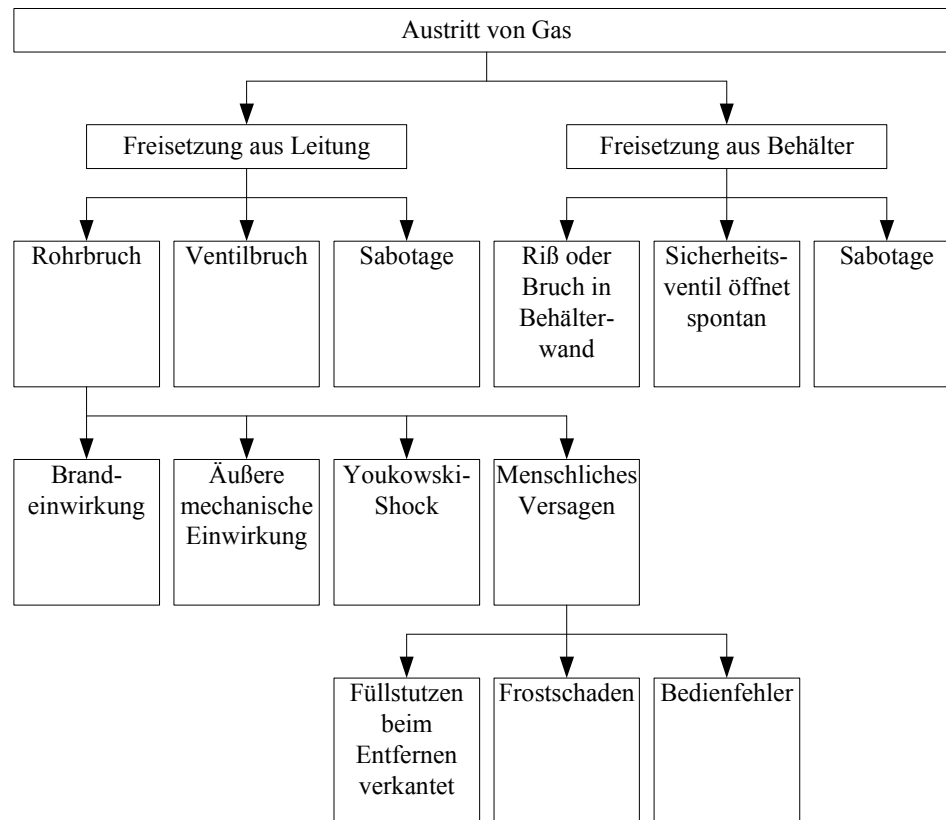 Austritt von Gas
Freisetzung aus Leitung
Freisetzung aus Behälter
Rohrbruch
Ventilbruch
Sabotage
Riß oder
Bruch in
Behälter-
wand
Sicherheits-
ventil öffnet
spontan
Sabotage
Brand-
einwirkung
Äußere
mechanische
Einwirkung
Youkowski-
Shock
Menschliches
Versagen
Füllstutzen
beim
Entfernen
verkantet
Frostschaden
Bedienfehler